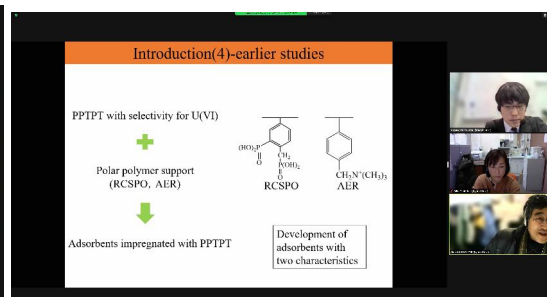 Introduction(4)-earlier studies
PPTPT with selectivity for U(VI)
Polar polymer support
(RCSPO, AER)
Adsorbents impregnated with PPTPT
(HO)₂P
O
CH₂
P(OH)₂
O
RCSPO
CH₂N⁺(CH₃)₃
AER
Development of
adsorbents with
two characteristics